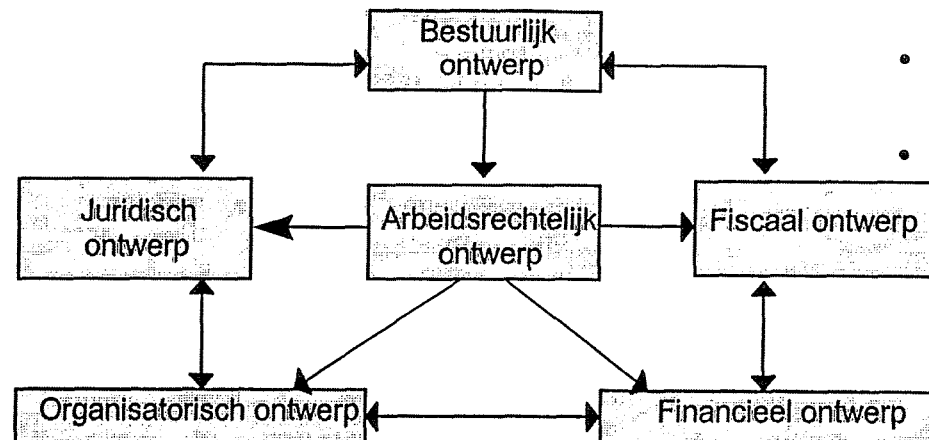 Bestuurlijk
ontwerp
Juridisch
ontwerp
Arbeidsrechtelijk
ontwerp
Fiscaal ontwerp
Organisatorisch ontwerp
Financieel ontwerp